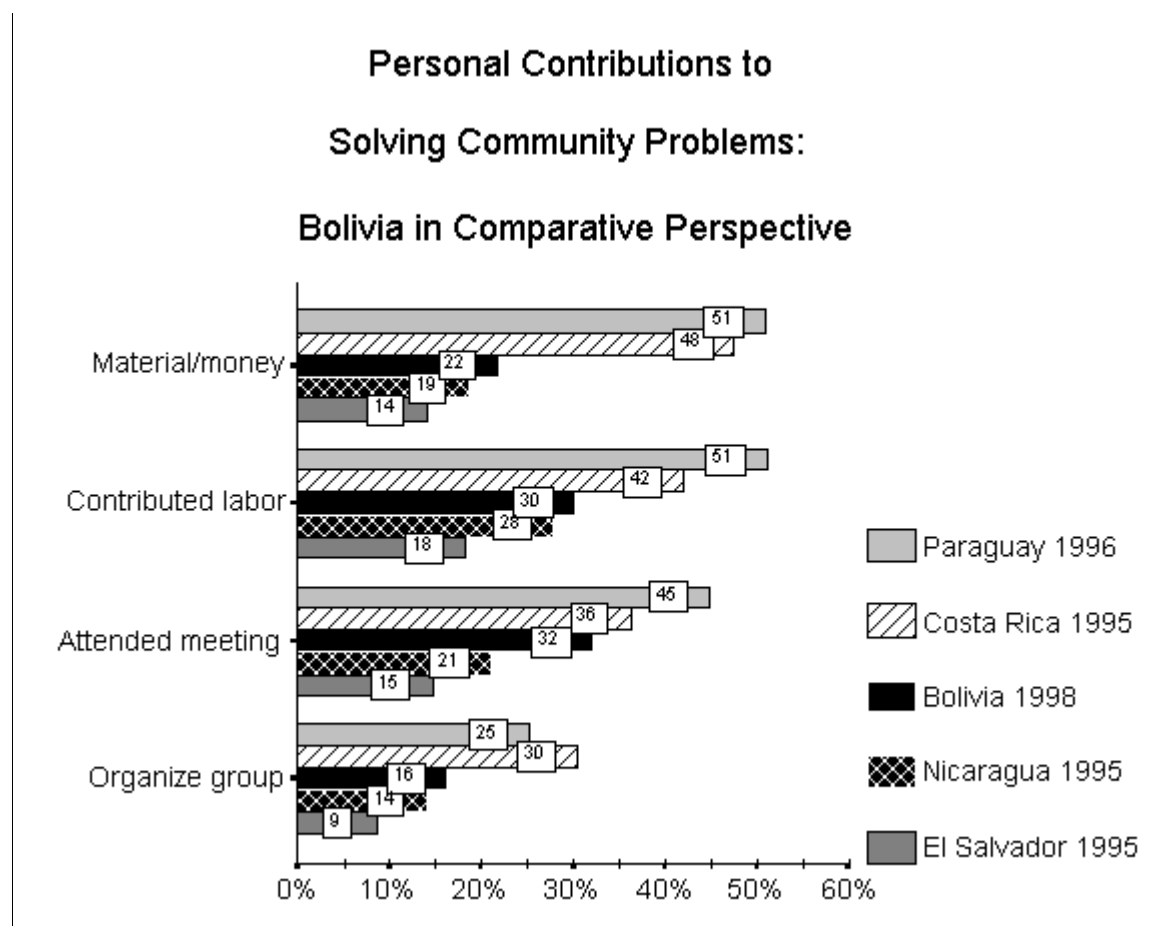 Personal Contributions to
Solving Community Problems:
Bolivia in Comparative Perspective
Material/money
51
48
22
19
14
Contributed labor
51
42
30
28
18
Attended meeting
45
36
32
21
15
Organize group
25
30
16
14
9
0% 10% 20% 30% 40% 50% 60%
Paraguay 1996
Costa Rica 1995
Bolivia 1998
Nicaragua 1995
El Salvador 1995